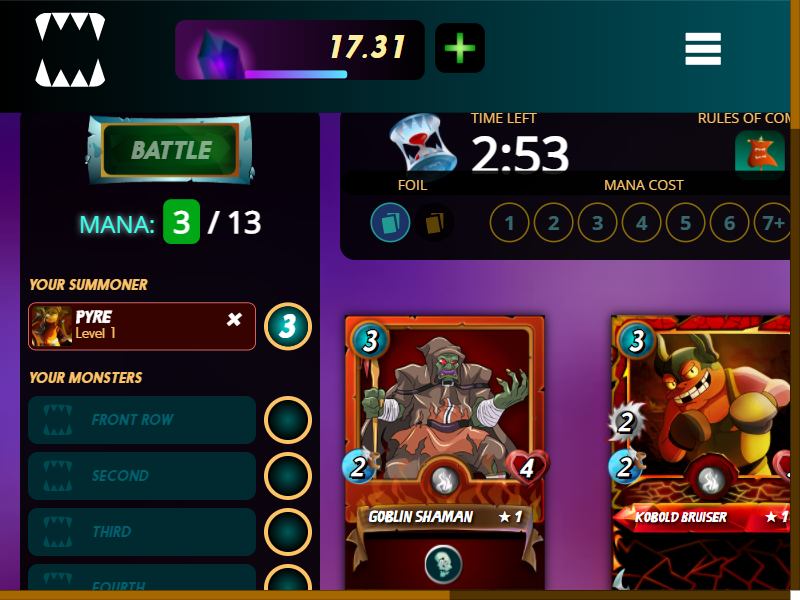 17.31
BATTLE
MANA: 3 / 13
YOUR SUMMONER
PYRE
Level 1
3
YOUR MONSTERS
FRONT ROW
SECOND
THIRD
FOURTH
TIME LEFT
2:53
RULES OF COM
FOIL
MANA COST
1 2 3 4 5 6 7+
3
2
4
GOBLIN SHAMAN ★ 1
3
2
2
KOBOLD BRUISER ★ 1